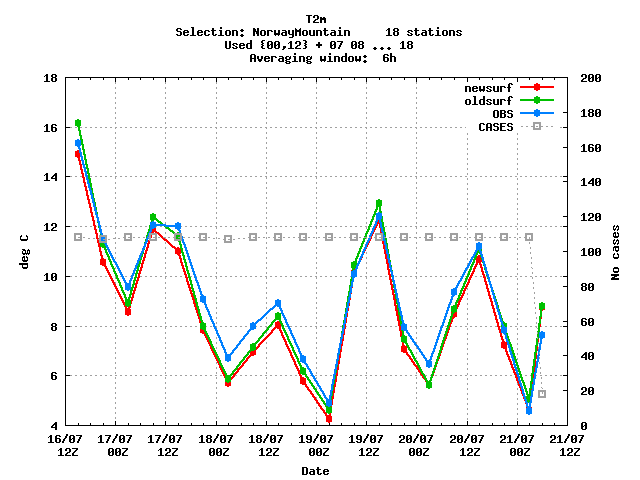 T2m
Selection: NorwayMountain 18 stations
Used {00,12} + 07 08 ... 18
Averaging window: 6h
newsurf
oldsurf
OBS
CASES
18
16
14
12
10
8
6
4
deg C
200
180
160
140
120
100
80
60
40
20
0
No cases
16/07 17/07 17/07 18/07 18/07 19/07 19/07 20/07 20/07 21/07 21/07
12Z 00Z 12Z 00Z 12Z 00Z 12Z 00Z 12Z 00Z 12Z
Date